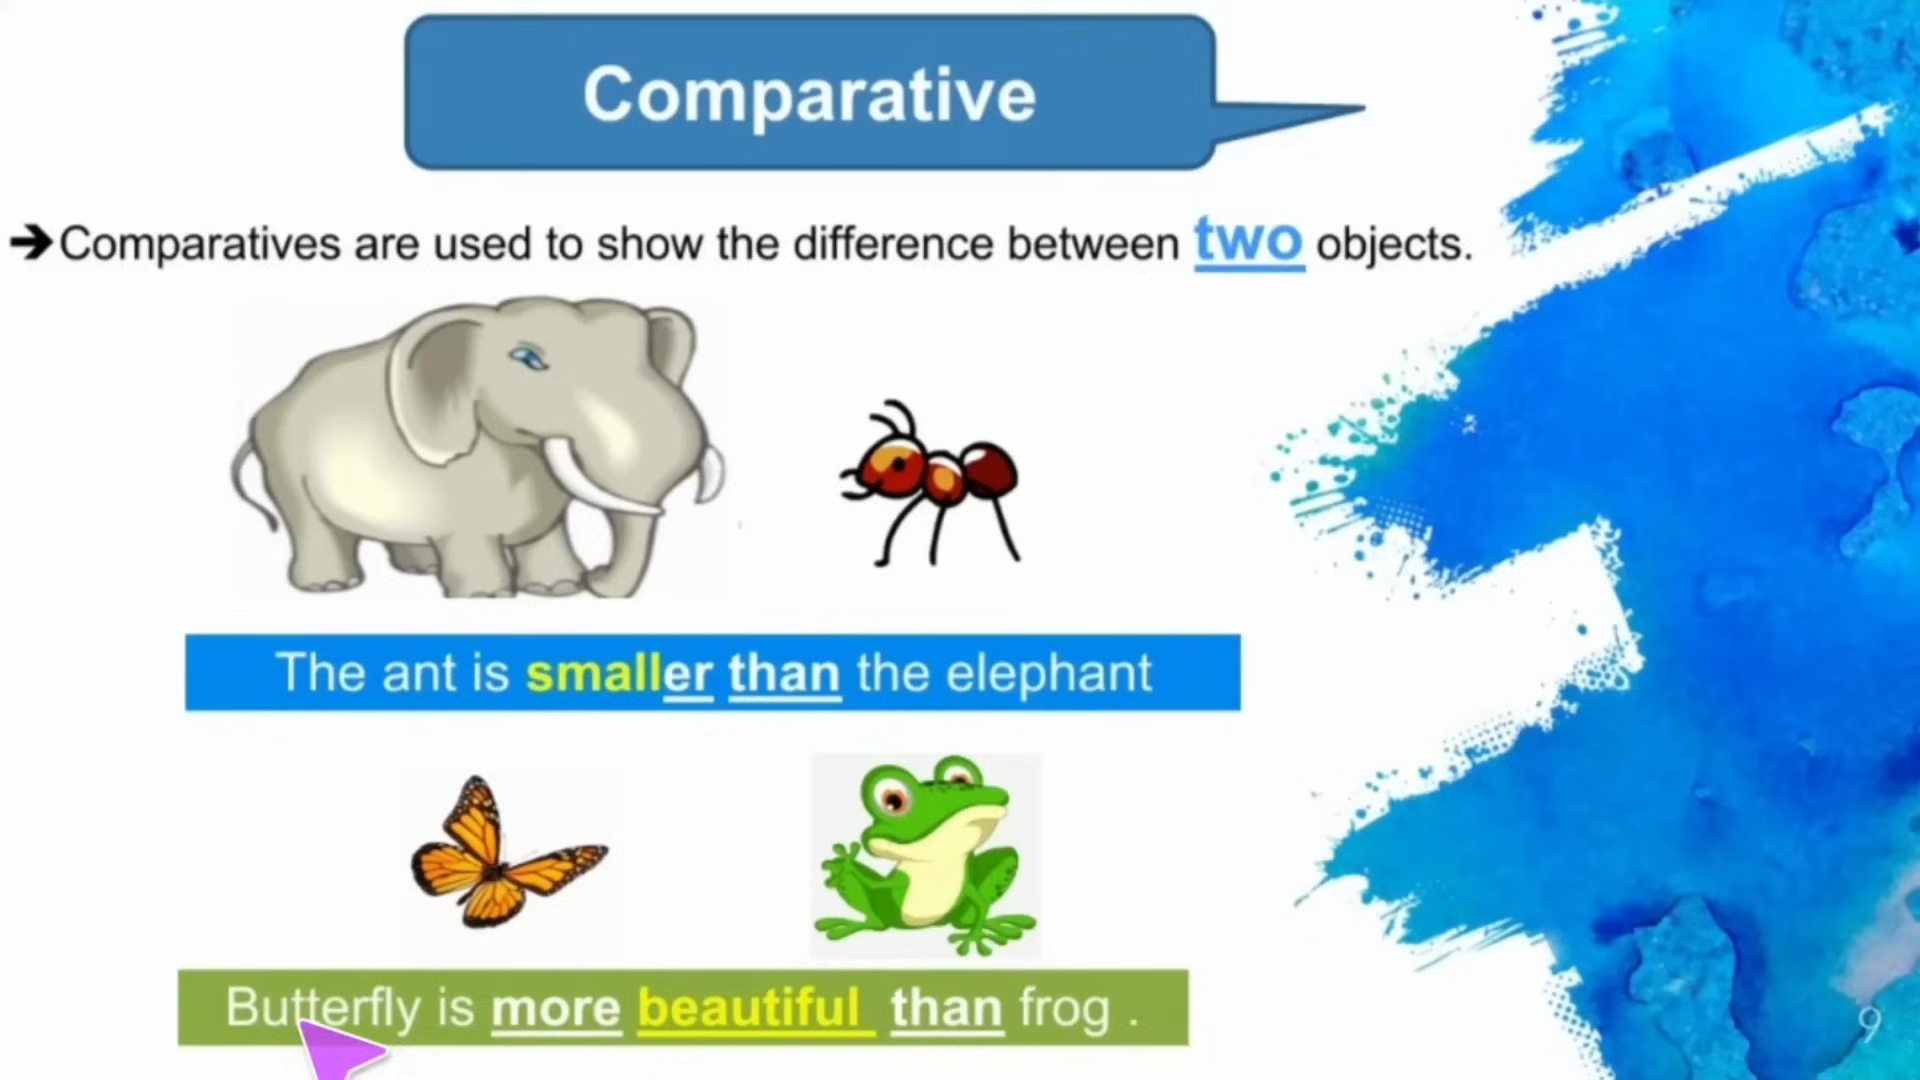 Comparative
➔Comparatives are used to show the difference between two objects.
The ant is smaller than the elephant
Butterfly is more beautiful than frog .
9